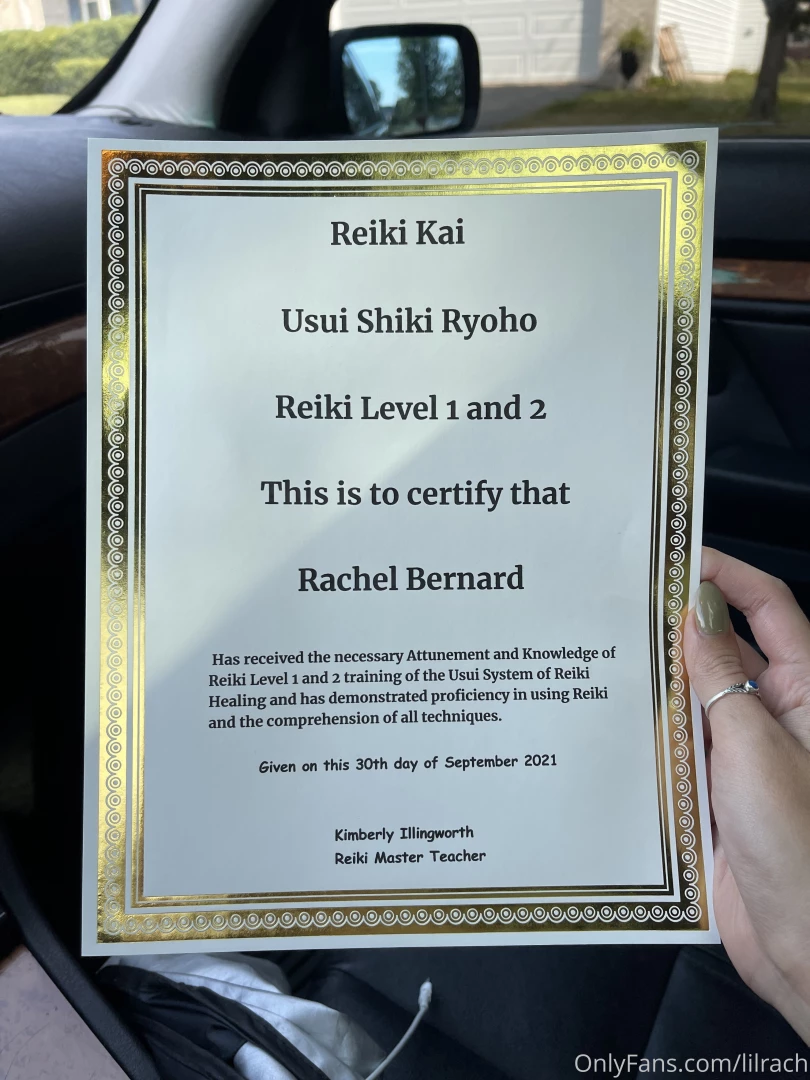 Reiki Kai
Usui Shiki Ryoho
Reiki Level 1 and 2
This is to certify that
Rachel Bernard
Has received the necessary Attunement and Knowledge of
Reiki Level 1 and 2 training of the Usui System of Reiki
Healing and has demonstrated proficiency in using Reiki
and the comprehension of all techniques.
Given on this 30th day of September 2021
Kimberly Illingworth
Reiki Master Teacher
OnlyFans.com/lilrach